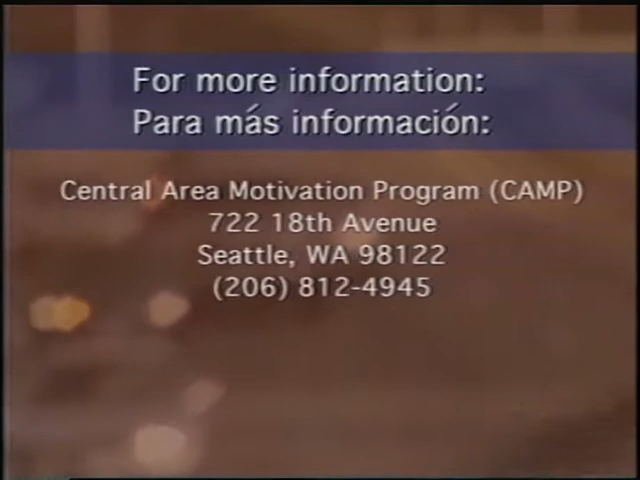 For more information:
Para más información:
Central Area Motivation Program (CAMP)
722 18th Avenue
Seattle, WA 98122
(206) 812-4945